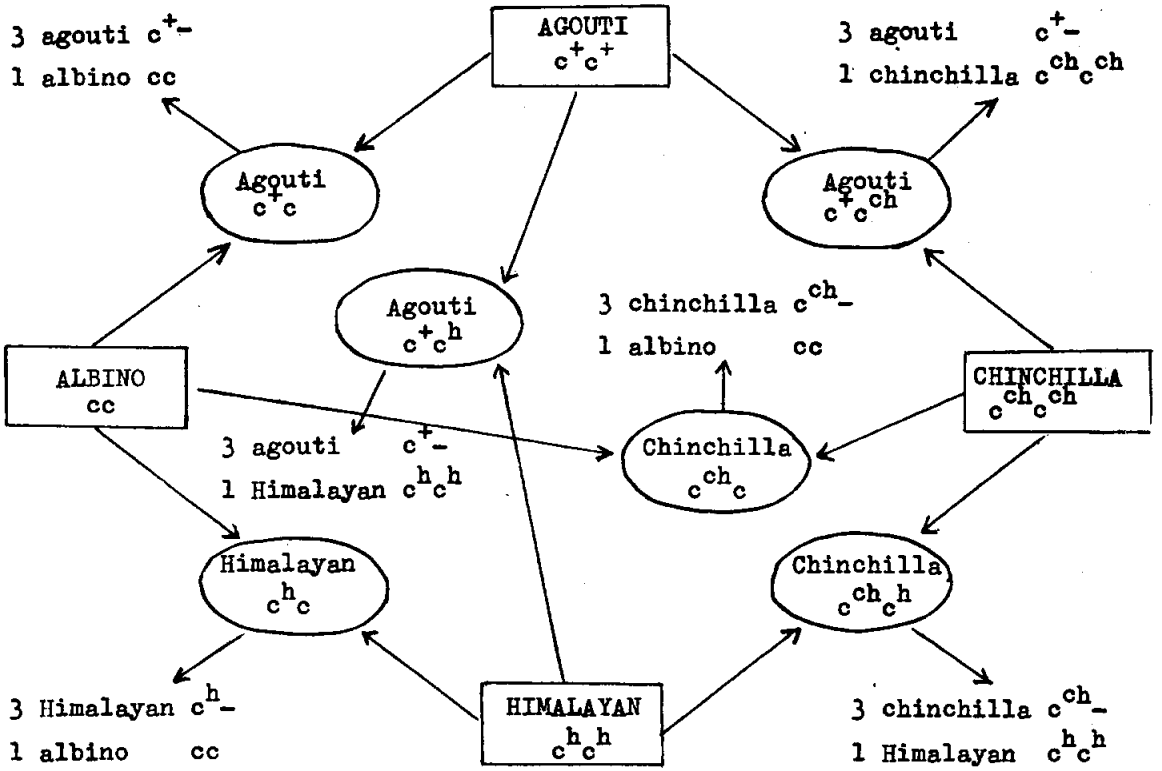 3 agouti c⁺-
1 albino cc
AGOUTI
c⁺c⁺
3 agouti c⁺-
1 chinchilla cᶜʰcᶜʰ
Agouti
c⁺c
Agouti
c⁺cᶜʰ
Agouti
c⁺cʰ
3 chinchilla cᶜʰ-
1 albino cc
ALBINO
cc
CHINCHILLA
cᶜʰcᶜʰ
3 agouti c⁺-
1 Himalayan cʰcʰ
Chinchilla
cᶜʰc
Himalayan
cʰc
Chinchilla
cᶜʰcʰ
3 Himalayan cʰ-
1 albino cc
HIMALAYAN
cʰcʰ
3 chinchilla cᶜʰ-
1 Himalayan cʰcʰ